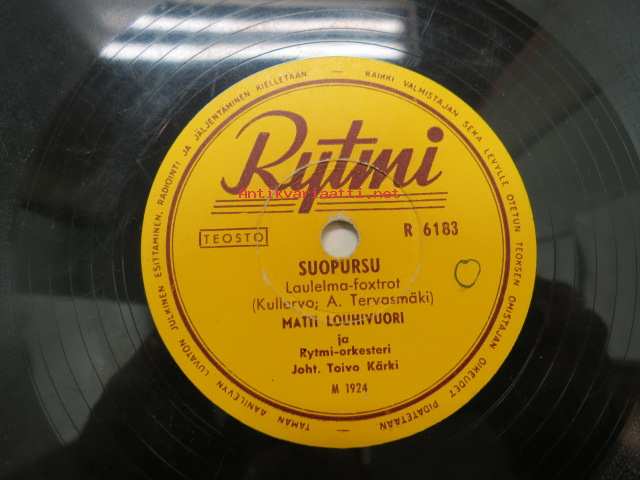 KAIKKI VALMISTAJAN SEKÄ LEVYLLE OTETUN TEOKSEN OMISTAJAN OIKEUDET PIDÄTETÄÄN
TÄMÄN ÄÄNILEVYN LUVATON JULKINEN ESITTÄMINEN, RADIOINTI JA JÄLJENTÄMINEN KIELLETÄÄN
Rytmi
Antikvariaatti.net
TEOSTO
R 6183
SUOPURSU
Laulelma-foxtrot
(Kullervo; A. Tervasmäki)
MATTI LOUHIVUORI
ja
Rytmi-orkesteri
Joht. Toivo Kärki
M 1924